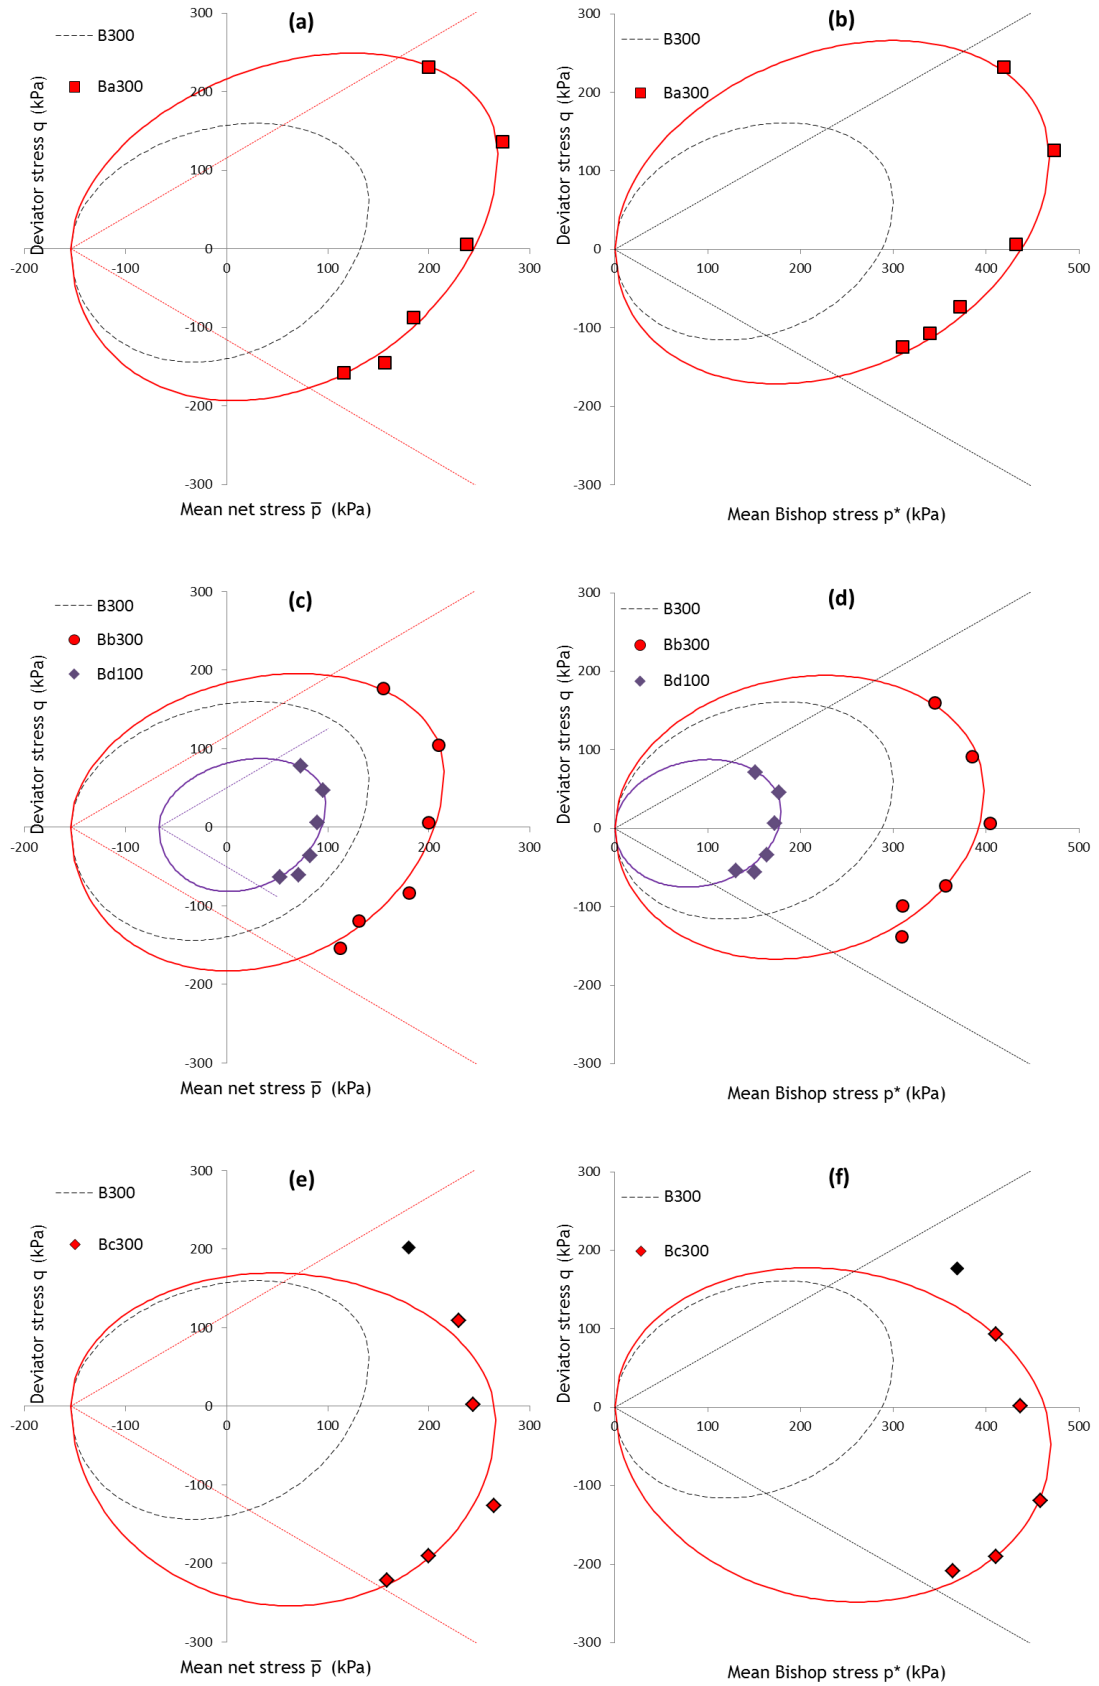 (a)
B300
Ba300
300
200
100
0
-100
-200
-300
-200
-100
0
100
200
300
Deviator stress q (kPa)
Mean net stress p̅ (kPa)
(b)
B300
Ba300
300
200
100
0
-100
-200
-300
0
100
200
300
400
500
Deviator stress q (kPa)
Mean Bishop stress p* (kPa)
(c)
B300
Bb300
Bd100
300
200
100
0
-100
-200
-300
-200
-100
0
100
200
300
Deviator stress q (kPa)
Mean net stress p̅ (kPa)
(d)
B300
Bb300
Bd100
300
200
100
0
-100
-200
-300
0
100
200
300
400
500
Deviator stress q (kPa)
Mean Bishop stress p* (kPa)
(e)
B300
Bc300
300
200
100
0
-100
-200
-300
-200
-100
0
100
200
300
Deviator stress q (kPa)
Mean net stress p̅ (kPa)
(f)
B300
Bc300
300
200
100
0
-100
-200
-300
0
100
200
300
400
500
Deviator stress q (kPa)
Mean Bishop stress p* (kPa)